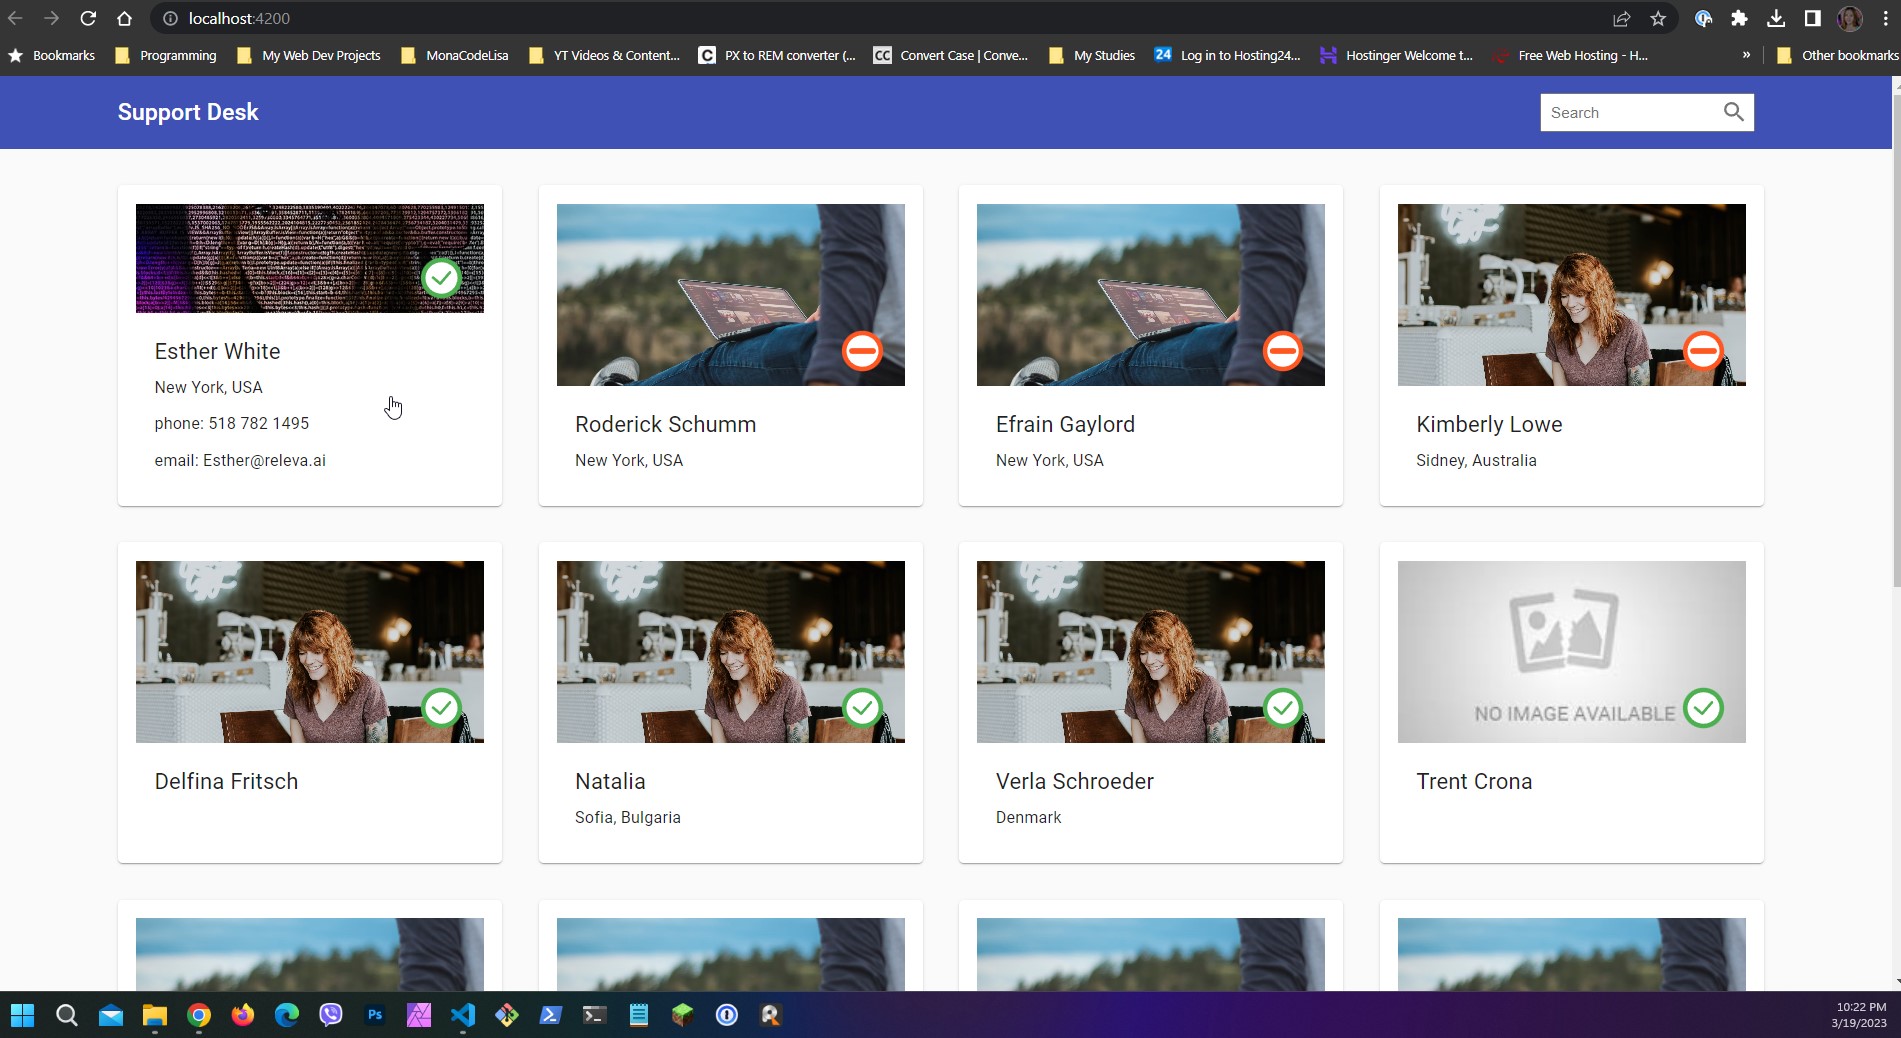 localhost:4200
Bookmarks
Programming
My Web Dev Projects
MonaCodeLisa
YT Videos & Content...
PX to REM converter (...
Convert Case | Conve...
My Studies
Log in to Hosting24...
Hostinger Welcome t...
Free Web Hosting - H...
»
Other bookmarks
Support Desk
Search
Esther White
New York, USA
phone: 518 782 1495
email: Esther@releva.ai
Roderick Schumm
New York, USA
Efrain Gaylord
New York, USA
Kimberly Lowe
Sidney, Australia
Delfina Fritsch
Natalia
Sofia, Bulgaria
Verla Schroeder
Denmark
NO IMAGE AVAILABLE
Trent Crona
Ps
10:22 PM
3/19/2023